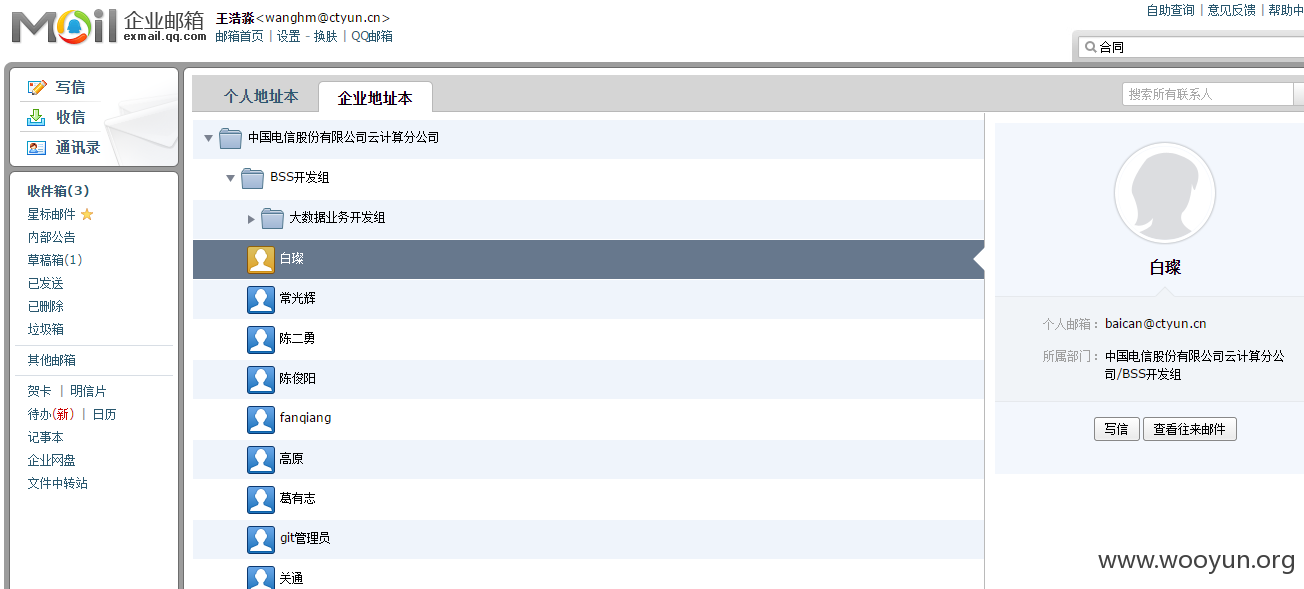 Mail 企业邮箱
exmail.qq.com
王浩淼<wanghm@ctyun.cn>
邮箱首页 | 设置 - 换肤 | QQ邮箱
自助查询 | 意见反馈 | 帮助中
合同
写信
收信
通讯录
收件箱(3)
星标邮件
内部公告
草稿箱(1)
已发送
已删除
垃圾箱
其他邮箱
贺卡 | 明信片
待办(新) | 日历
记事本
企业网盘
文件中转站
个人地址本
企业地址本
搜索所有联系人
中国电信股份有限公司云计算分公司
BSS开发组
大数据业务开发组
白璨
常光辉
陈二勇
陈俊阳
fanqiang
高原
葛有志
git管理员
关通
白璨
个人邮箱: baican@ctyun.cn
所属部门: 中国电信股份有限公司云计算分公
司/BSS开发组
写信
查看往来邮件
www.wooyun.org